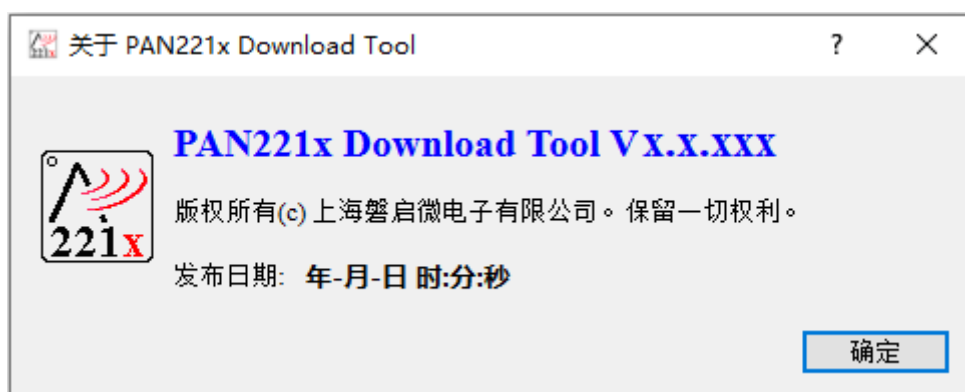 关于 PAN221x Download Tool
PAN221x Download Tool Vx.x.xxx
221x
版权所有(c) 上海磐启微电子有限公司。保留一切权利。
发布日期: 年-月-日 时:分:秒
确定